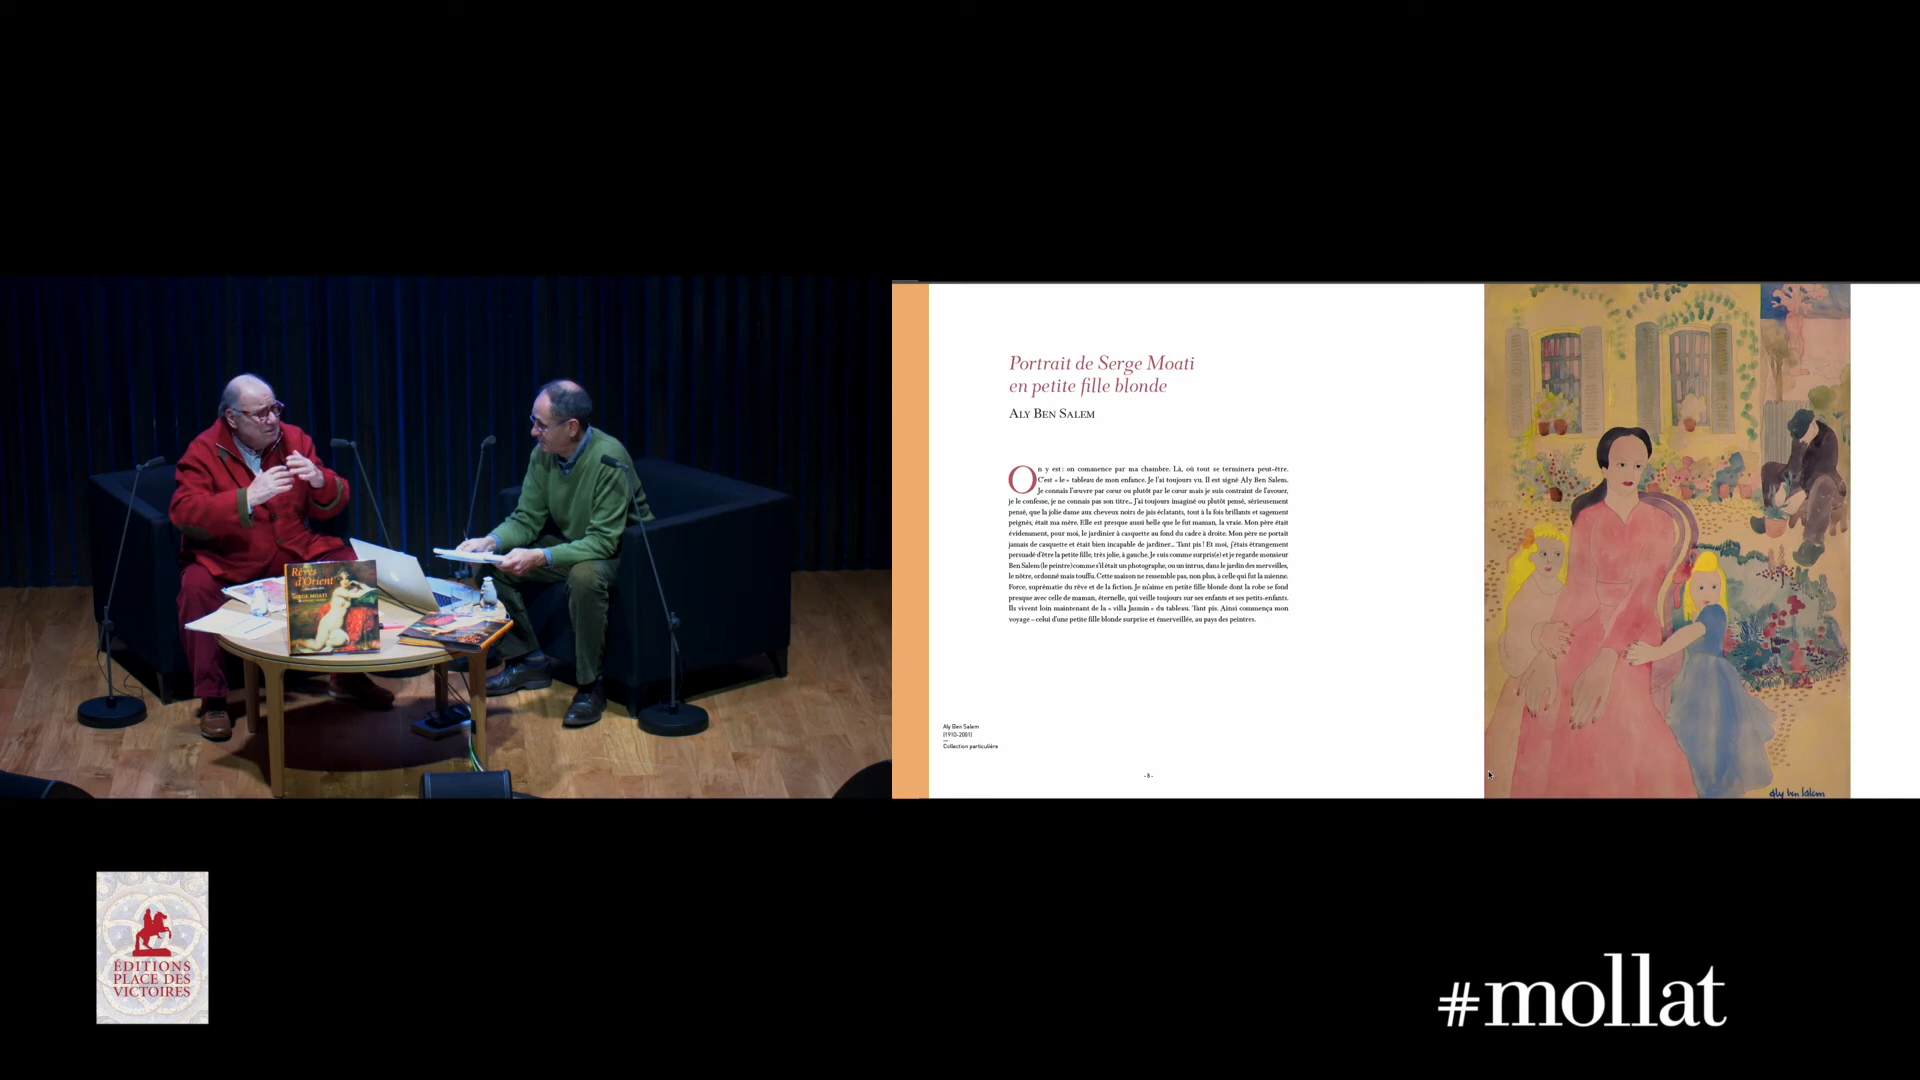 Rêves
d'Orient
SERGE MOATI
Portrait de Serge Moati
en petite fille blonde
ALY BEN SALEM
On y est : on commence par ma chambre. Là, où tout se terminera peut-être.
C'est « le » tableau de mon enfance. Je l'ai toujours vu. Il est signé Aly Ben Salem.
Je connais l'œuvre par cœur ou plutôt par le cœur mais je suis contraint de l'avouer,
je le confesse, je ne connais pas son titre... J'ai toujours imaginé ou plutôt pensé, sérieusement
pensé, que la jolie dame aux cheveux noirs de jais éclatants, tout à la fois brillants et sagement
peignés, était ma mère. Elle est presque aussi belle que le fut maman, la vraie. Mon père était
évidemment, pour moi, le jardinier à casquette au fond du cadre à droite. Mon père ne portait
jamais de casquette et était bien incapable de jardiner... Tant pis ! Et moi, j'étais étrangement
persuadé d'être la petite fille, très jolie, à gauche. Je suis comme surpris(e) et je regarde monsieur
Ben Salem (le peintre) comme s'il était un photographe, ou un intrus, dans le jardin des merveilles,
le nôtre, ordonné mais touffu. Cette maison ne ressemble pas, non plus, à celle qui fut la mienne.
Force, suprématie du rêve et de la fiction. Je m'aime en petite fille blonde dont la robe se fond
presque avec celle de maman, éternelle, qui veille toujours sur ses enfants et ses petits-enfants.
Ils vivent loin maintenant de la « villa Jasmin » du tableau. Tant pis. Ainsi commença mon
voyage – celui d'une petite fille blonde surprise et émerveillée, au pays des peintres.
Aly Ben Salem
(1910-2001)
—
Collection particulière
- 8 -
Aly ben Salem
ÉDITIONS
PLACE DES
VICTOIRES
#mollat